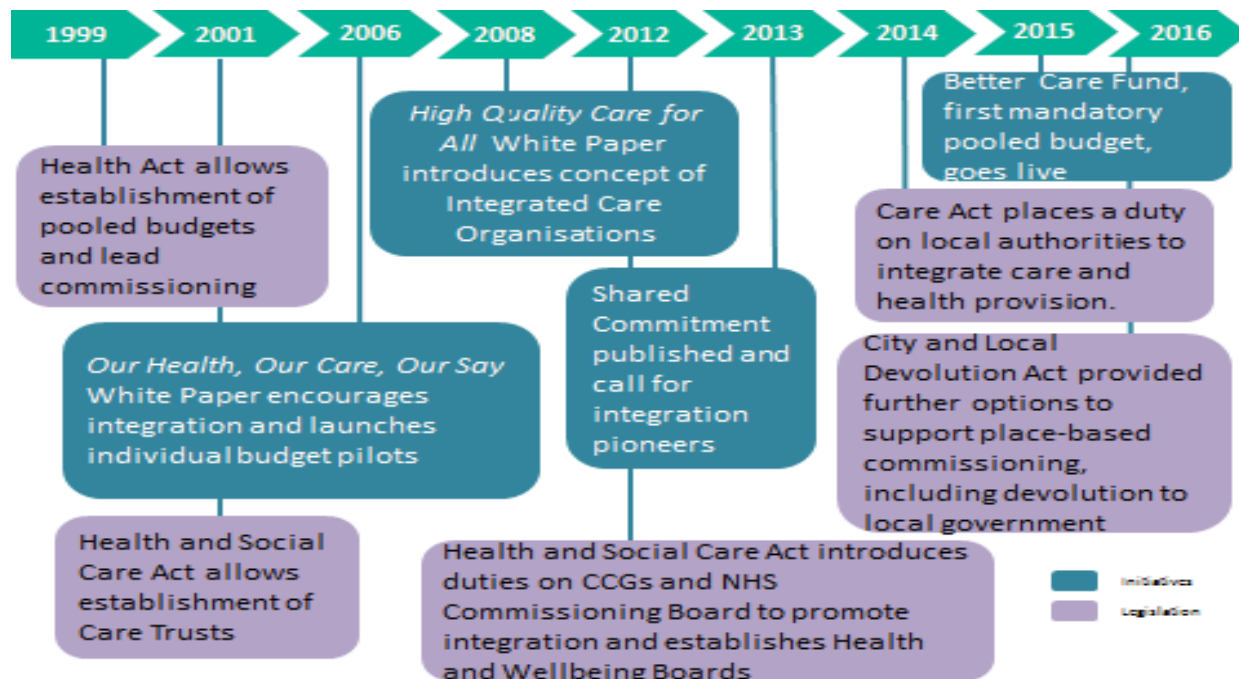 1999 2001 2006 2008 2012 2013 2014 2015 2016
Health Act allows
establishment of
pooled budgets
and lead
commissioning
Our Health, Our Care, Our Say
White Paper encourages
integration and launches
individual budget pilots
Health and Social
Care Act allows
establishment of
Care Trusts
High Quality Care for
All White Paper
introduces concept of
Integrated Care
Organisations
Shared
Commitment
published and
call for
integration
pioneers
Health and Social Care Act introduces
duties on CCGs and NHS
Commissioning Board to promote
integration and establishes Health
and Wellbeing Boards
Better Care Fund,
first mandatory
pooled budget,
goes live
Care Act places a duty
on local authorities to
integrate care and
health provision.
City and Local
Devolution Act provided
further options to
support place-based
commissioning,
including devolution to
local government
Initiatives
Legislation